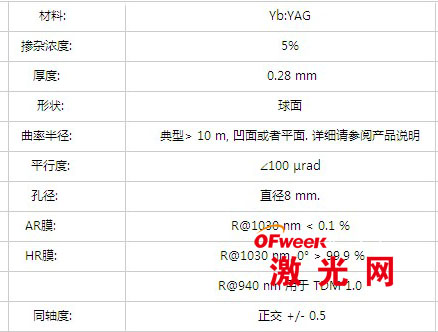 材料: Yb:YAG
掺杂浓度: 5%
厚度: 0.28 mm
形状: 球面
曲率半径: 典型> 10 m, 凹面或者平面. 详细请参阅产品说明
平行度: ∠100 μrad
孔径: 直径8 mm.
AR膜: R@1030 nm < 0.1 %
OFweek
HR膜: R@1030 nm, 0° > 99.9 %
激光网
R@940 nm 用于 TDM 1.0
同轴度: 正交 +/- 0.5